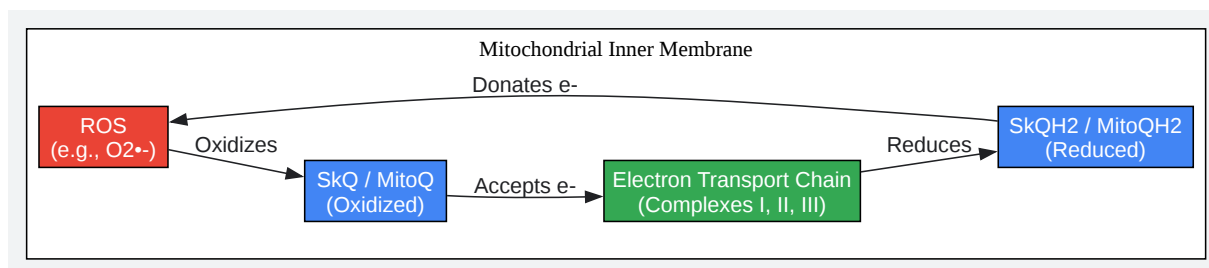 Mitochondrial Inner Membrane
Donates e-
ROS
(e.g., O2•-)
Oxidizes
SkQ / MitoQ
(Oxidized)
Accepts e-
Electron Transport Chain
(Complexes I, II, III)
Reduces
SkQH2 / MitoQH2
(Reduced)